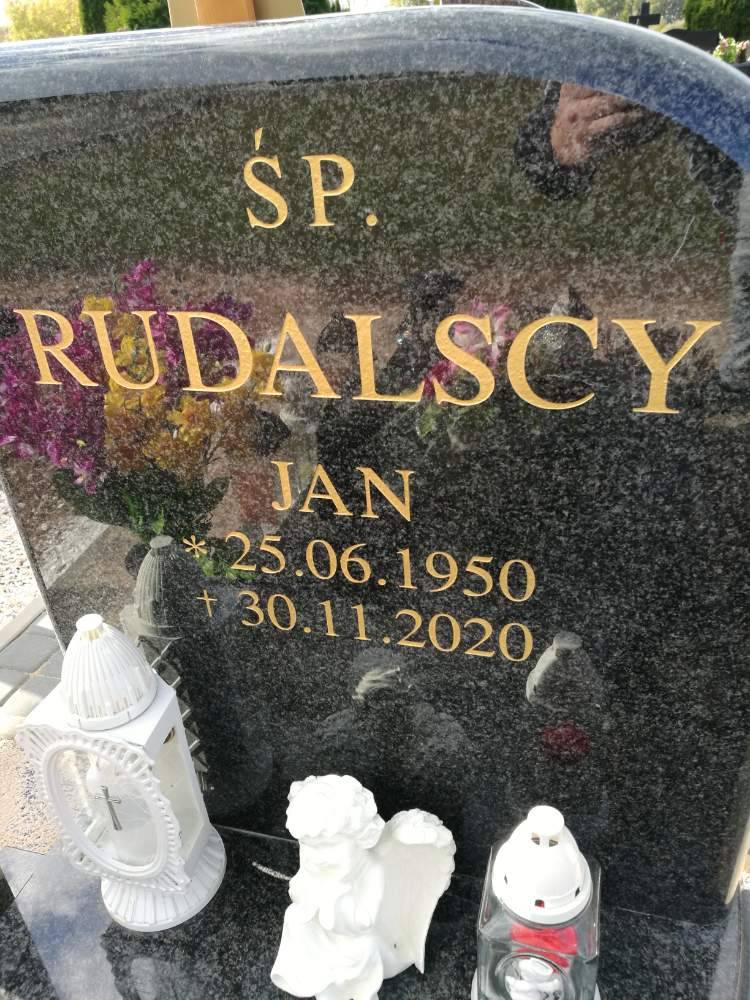 ŚP.
RUDALSCY
JAN
* 25.06.1950
† 30.11.2020